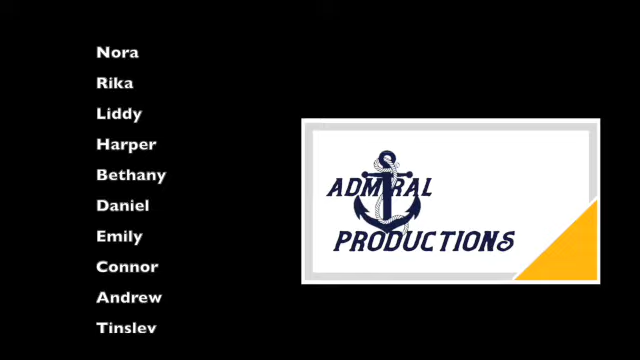 Nora
Rika
Liddy
Harper
Bethany
Daniel
Emily
Connor
Andrew
Tinsley
ADMIRAL
PRODUCTIONS